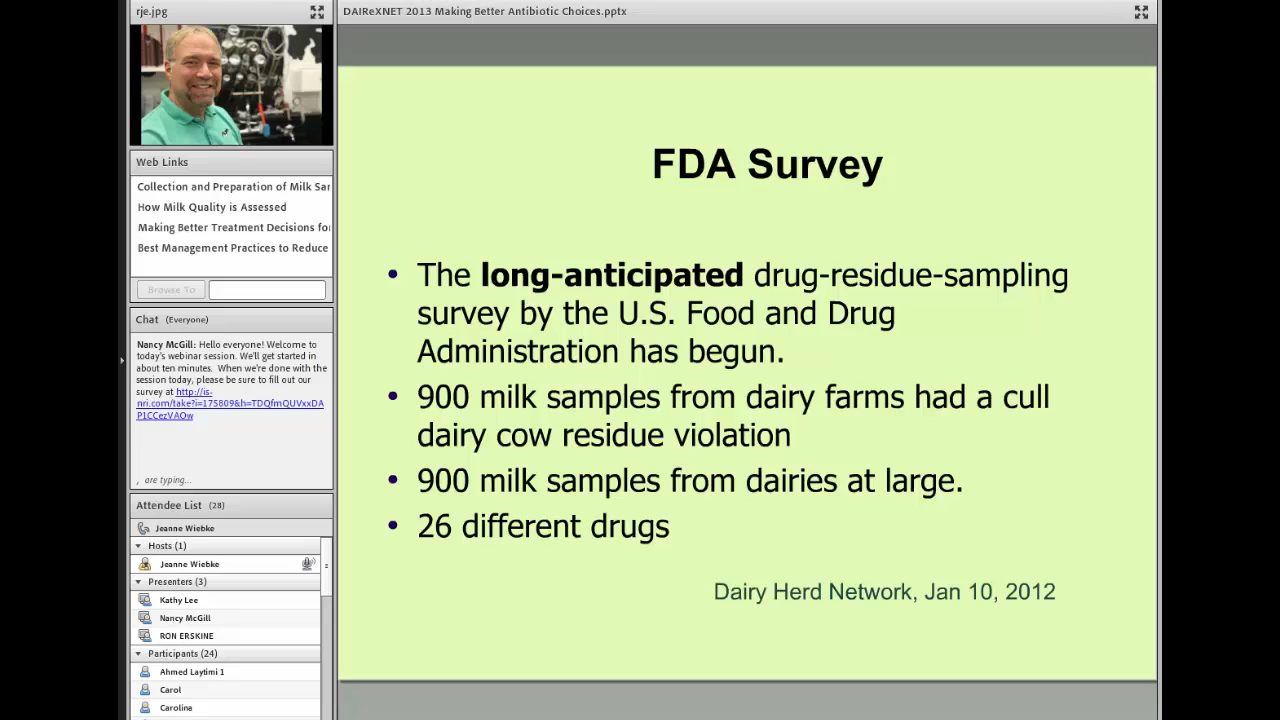 rje.jpg
DAIReXNET 2013 Making Better Antibiotic Choices.pptx
Web Links
Collection and Preparation of Milk Sar
How Milk Quality is Assessed
Making Better Treatment Decisions fo
Best Management Practices to Reduce
Browse To
Chat (Everyone)
Nancy McGill: Hello everyone! Welcome to
today's webinar session. We'll get started in
about ten minutes. When we're done with the
session today, please be sure to fill out our
survey at http://is-
nri.com/take?i=175809&h=TDQfmQUVxxDA
P1CCezVAOw
, are typing...
Attendee List (28)
Jeanne Wiebke
Hosts (1)
Jeanne Wiebke
Presenters (3)
Kathy Lee
Nancy McGill
RON ERSKINE
Participants (24)
Ahmed Laytimi 1
Carol
Carolina
FDA Survey
• The long-anticipated drug-residue-sampling
survey by the U.S. Food and Drug
Administration has begun.
• 900 milk samples from dairy farms had a cull
dairy cow residue violation
• 900 milk samples from dairies at large.
• 26 different drugs
Dairy Herd Network, Jan 10, 2012